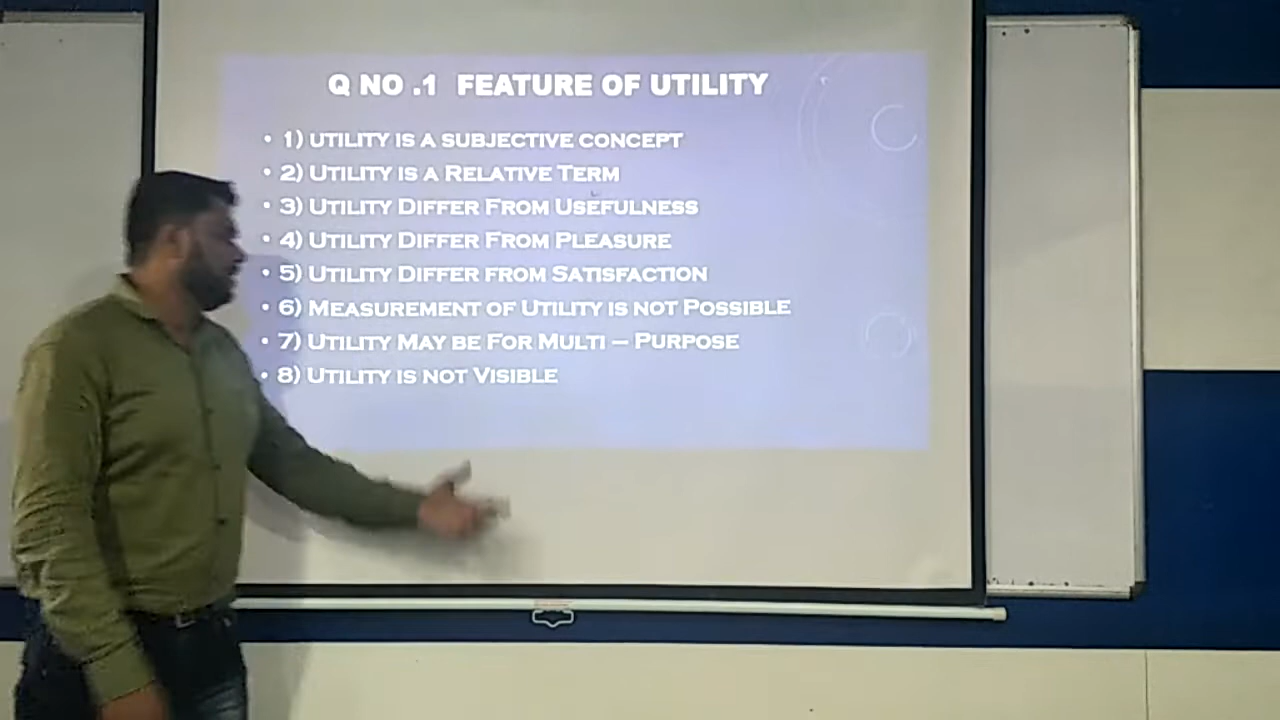 Q NO .1 FEATURE OF UTILITY
• 1) UTILITY IS A SUBJECTIVE CONCEPT
• 2) UTILITY IS A RELATIVE TERM
• 3) UTILITY DIFFER FROM USEFULNESS
• 4) UTILITY DIFFER FROM PLEASURE
• 5) UTILITY DIFFER FROM SATISFACTION
• 6) MEASUREMENT OF UTILITY IS NOT POSSIBLE
• 7) UTILITY MAY BE FOR MULTI – PURPOSE
• 8) UTILITY IS NOT VISIBLE